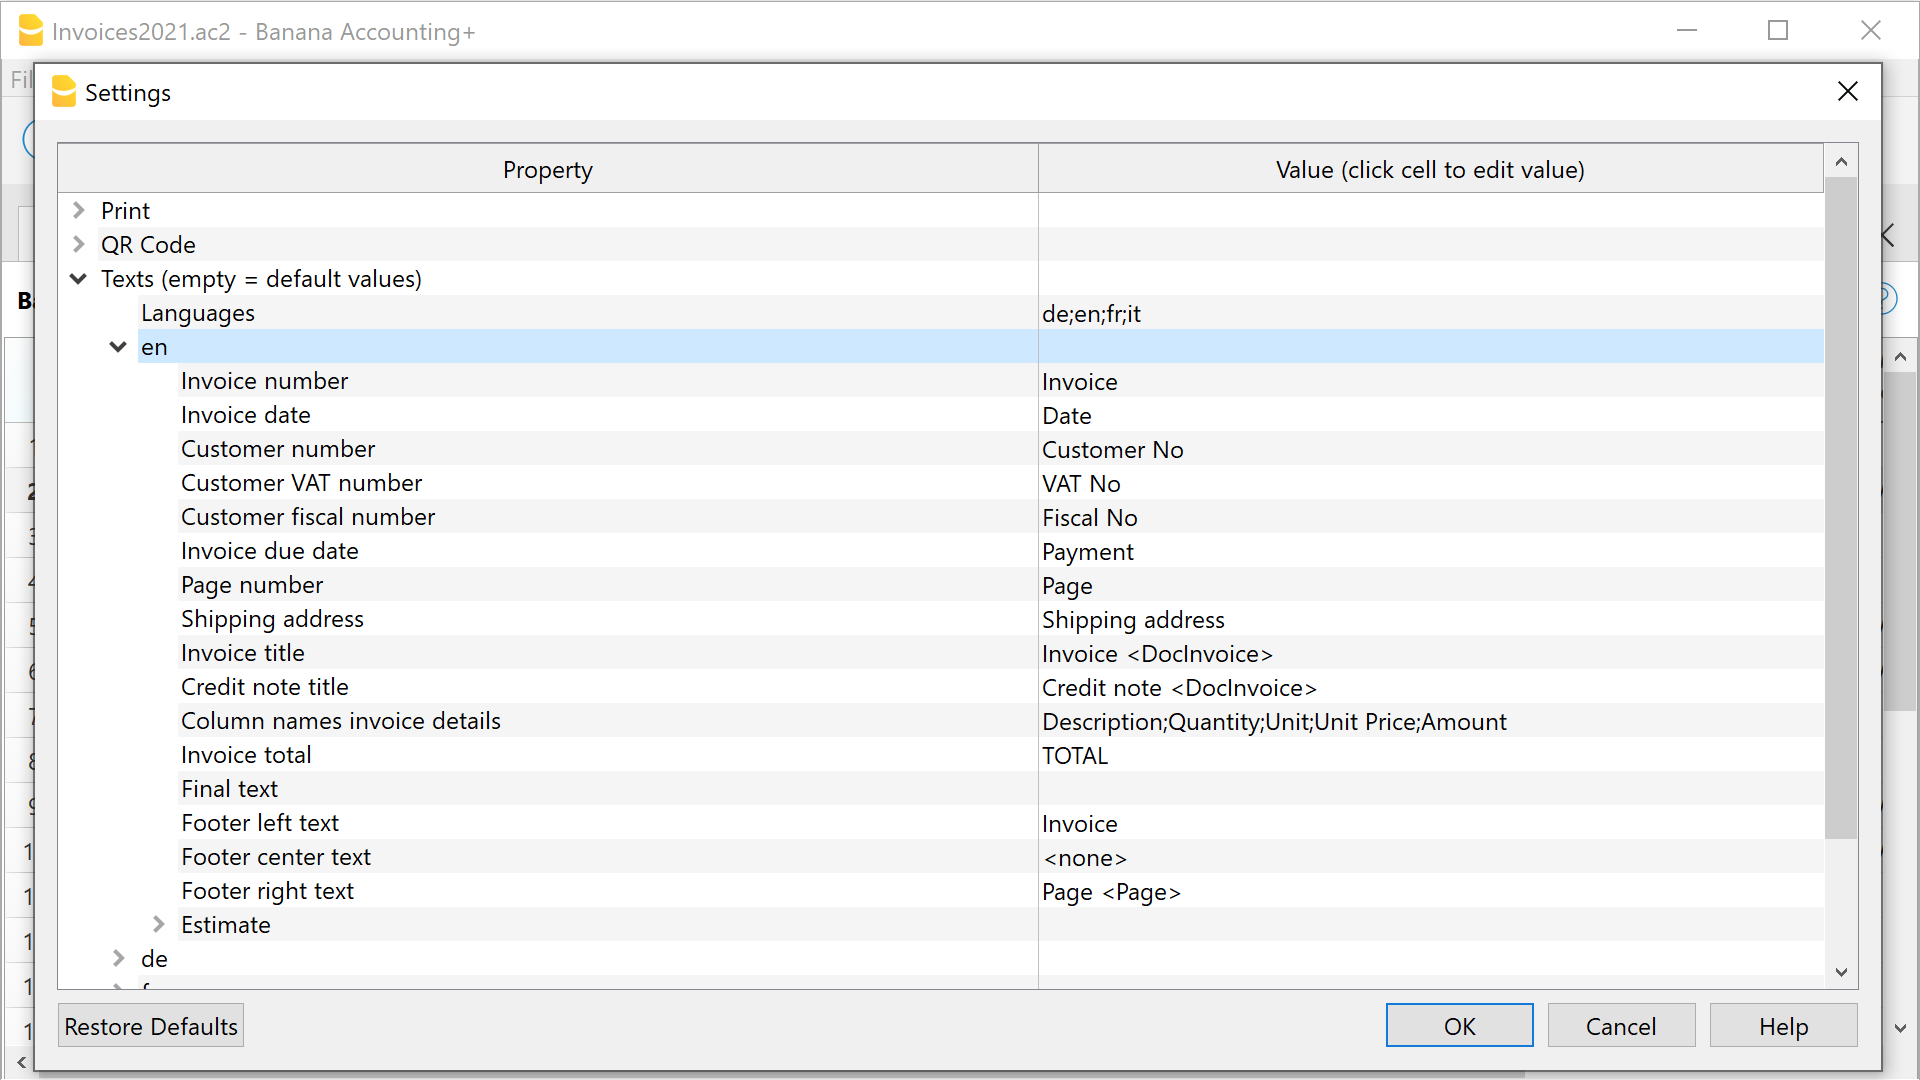 Invoices2021.ac2 - Banana Accounting+
Settings
Property Value (click cell to edit value)
Print
QR Code
Texts (empty = default values)
Languages de;en;fr;it
en
Invoice number Invoice
Invoice date Date
Customer number Customer No
Customer VAT number VAT No
Customer fiscal number Fiscal No
Invoice due date Payment
Page number Page
Shipping address Shipping address
Invoice title Invoice <DocInvoice>
Credit note title Credit note <DocInvoice>
Column names invoice details Description;Quantity;Unit;Unit Price;Amount
Invoice total TOTAL
Final text
Footer left text Invoice
Footer center text <none>
Footer right text Page <Page>
Estimate
de
Restore Defaults OK Cancel Help